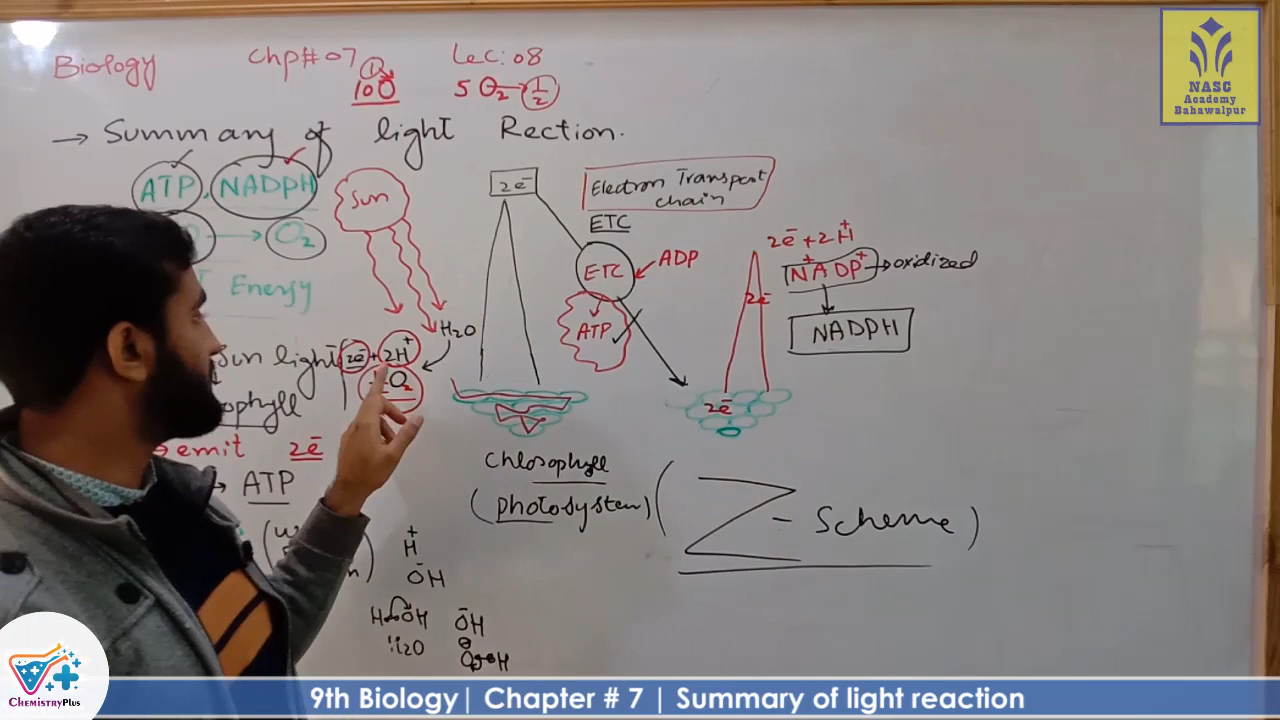 Biology Chp# 07 Lec: 08
1
100 5 O2 1/2
→ Summary of light Rection.
ATP, NADPH
→ O2
Energy
Sun
2e-
Electron Transport
chain
ETC
ETC
ADP
ATP
2e- + 2H+
NADP+ → oxidized
NADPH
2e-
H2O
Sun light
2e- + 2H+
O2
2e-
→ emit 2e-
→ ATP
Chlorophyll
(photosystem) (Z-Scheme)
H+
OH-
H OH
OH-
H2O
NASC
Academy
Bahawalpur
ChemistryPlus
9th Biology| Chapter # 7 | Summary of light reaction